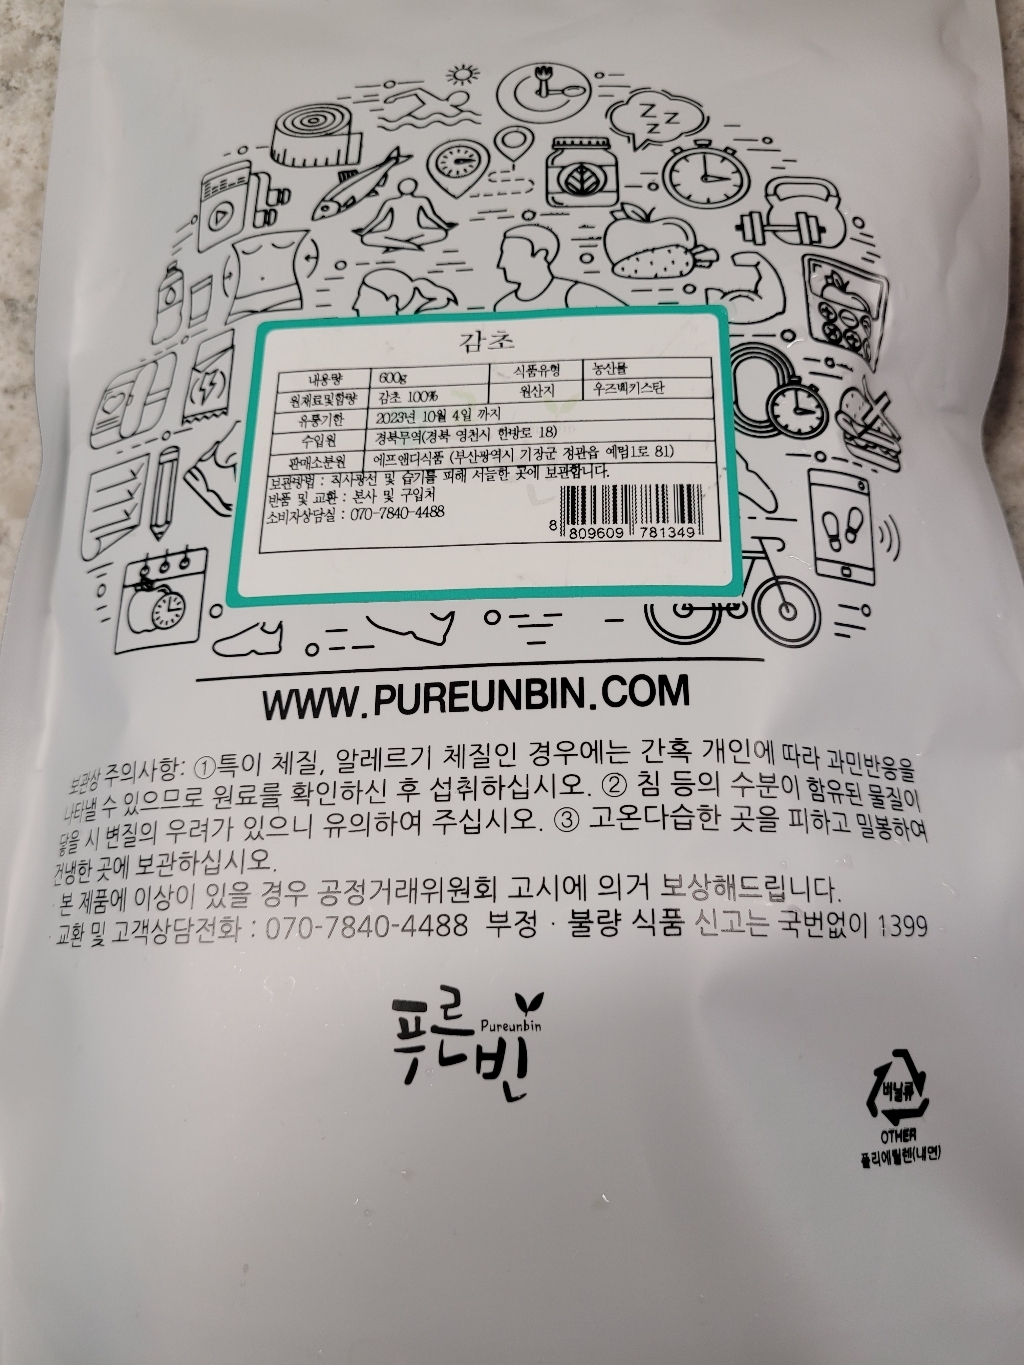 Z Z Z Z
감초
내용량 600g 식품유형 농산물
원재료및함량 감초 100% 원산지 우즈벡키스탄
유통기한 2023년 10월 4일 까지
수입원 경북무역(경북 영천시 한방로 18)
판매소분원 에프앤디식품 (부산광역시 기장군 정관읍 예림1로 81)
보관방법 : 직사광선 및 습기를 피해 서늘한 곳에 보관합니다.
반품 및 교환 : 본사 및 구입처
소비자상담실 : 070-7840-4488
8 809609 781349
WWW.PUREUNBIN.COM
보관상 주의사항: ①특이 체질, 알레르기 체질인 경우에는 간혹 개인에 따라 과민반응을
나타낼 수 있으므로 원료를 확인하신 후 섭취하십시오. ② 침 등의 수분이 함유된 물질이
닿을 시 변질의 우려가 있으니 유의하여 주십시오. ③ 고온다습한 곳을 피하고 밀봉하여
건냉한 곳에 보관하십시오.
· 본 제품에 이상이 있을 경우 공정거래위원회 고시에 의거 보상해드립니다.
· 교환 및 고객상담전화 : 070-7840-4488 부정 · 불량 식품 신고는 국번없이 1399
푸른빈 Pureunbin
비닐류
OTHER
폴리에틸렌(내면)